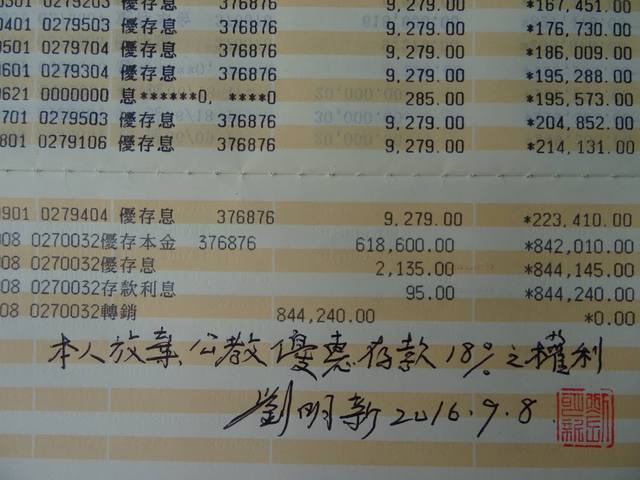 0301 0279203 優存息 376876 9,279.00 *167,451.00
0401 0279503 優存息 376876 9,279.00 *176,730.00
0501 0279704 優存息 376876 9,279.00 *186,009.00
0601 0279304 優存息 376876 9,279.00 *195,288.00
0621 0000000 息******0, ****0 285.00 *195,573.00
0701 0279503 優存息 376876 9,279.00 *204,852.00
0801 0279106 優存息 376876 9,279.00 *214,131.00
0901 0279404 優存息 376876 9,279.00 *223,410.00
908 0270032優存本金 376876 618,600.00 *842,010.00
908 0270032優存息 2,135.00 *844,145.00
908 0270032存款利息 95.00 *844,240.00
908 0270032轉銷 844,240.00 *0.00
本人放棄公教優惠存款18%之權利
劉明新2016.9.8